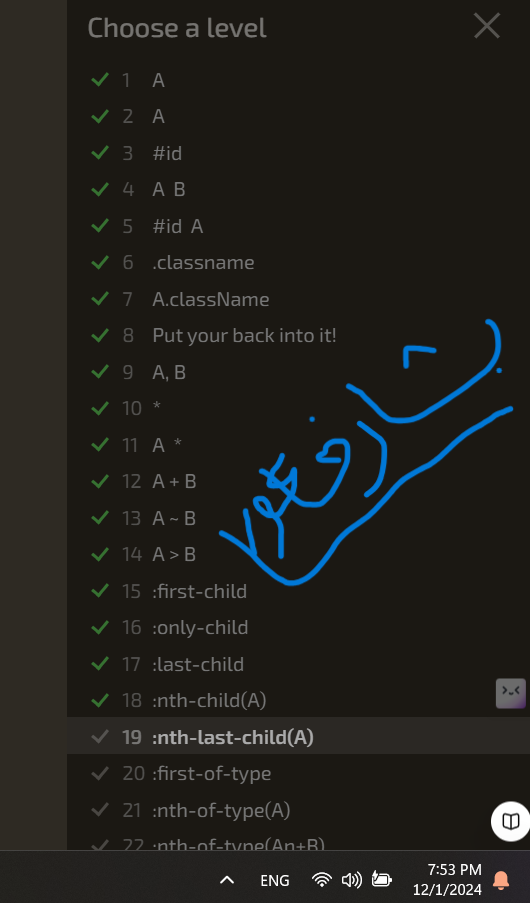 Choose a level
1 A
2 A
3 #id
4 A B
5 #id A
6 .classname
7 A.className
8 Put your back into it!
9 A, B
10 *
11 A *
12 A + B
13 A ~ B
14 A > B
15 :first-child
16 :only-child
17 :last-child
18 :nth-child(A)
19 :nth-last-child(A)
20 :first-of-type
21 :nth-of-type(A)
22 :nth-of-type(An+B)
ENG
7:53 PM
12/1/2024